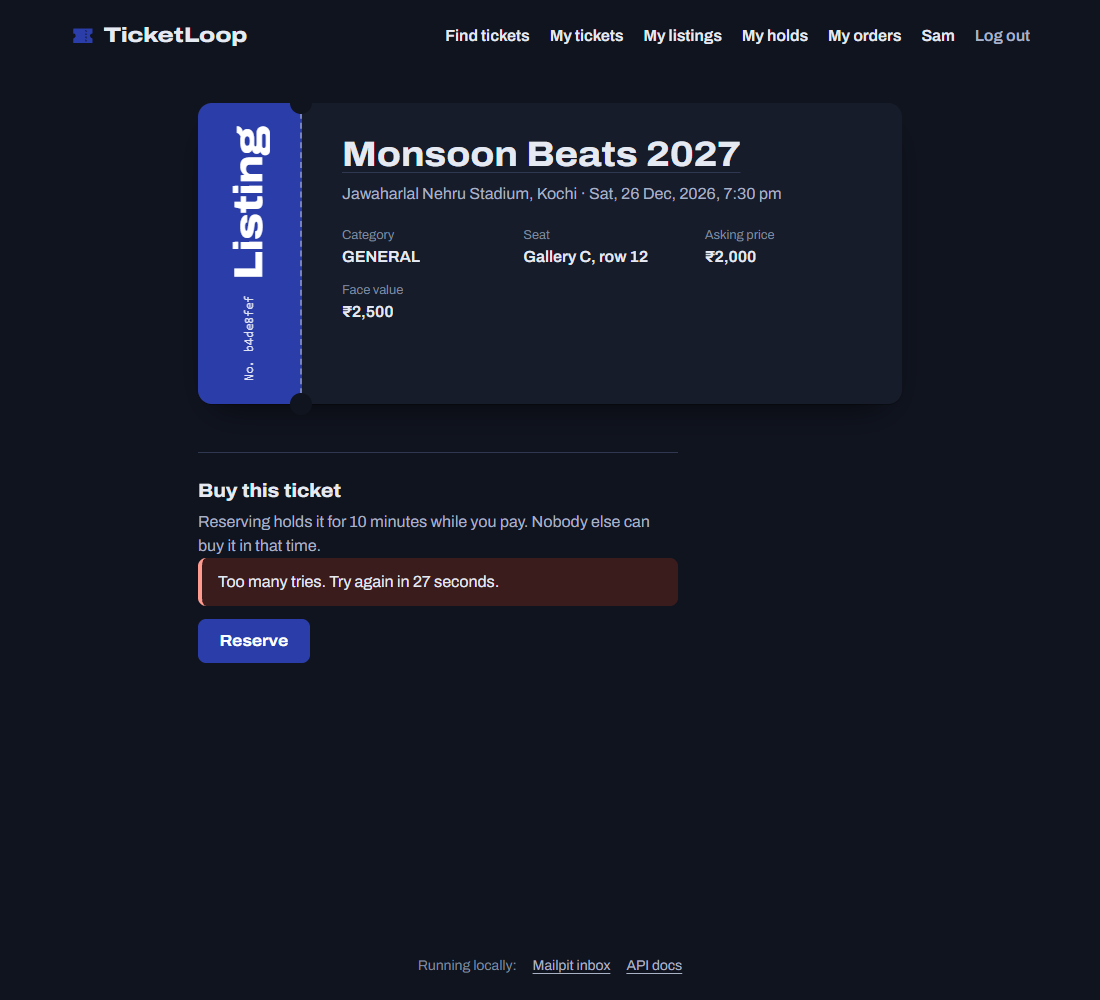 TicketLoop
Find tickets My tickets My listings My holds My orders Sam Log out
Listing
No. b4de8fef
Monsoon Beats 2027
Jawaharlal Nehru Stadium, Kochi · Sat, 26 Dec, 2026, 7:30 pm
Category Seat Asking price
GENERAL Gallery C, row 12 ₹2,000
Face value
₹2,500
Buy this ticket
Reserving holds it for 10 minutes while you pay. Nobody else can
buy it in that time.
Too many tries. Try again in 27 seconds.
Reserve
Running locally: Mailpit inbox API docs